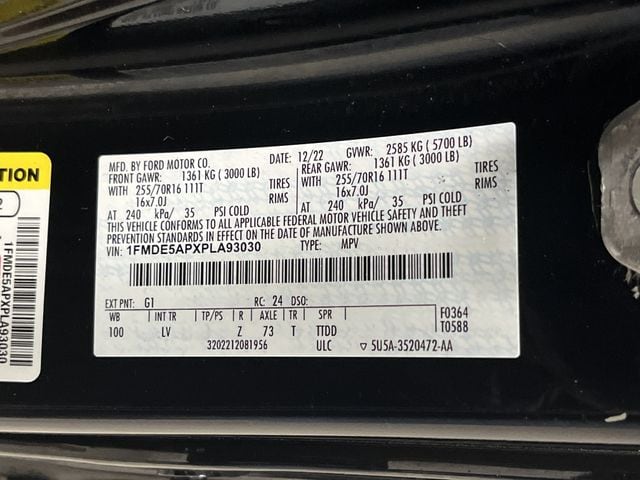 MFD. BY FORD MOTOR CO. DATE: 12/22 GVWR: 2585 KG (5700 LB)
FRONT GAWR: 1361 KG (3000 LB) REAR GAWR: 1361 KG (3000 LB)
WITH 255/70R16 111T TIRES WITH 255/70R16 111T TIRES
16x7.0J RIMS 16x7.0J RIMS
AT 240 kPa/ 35 PSI COLD AT 240 kPa/ 35 PSI COLD
THIS VEHICLE CONFORMS TO ALL APPLICABLE FEDERAL MOTOR VEHICLE SAFETY AND THEFT
PREVENTION STANDARDS IN EFFECT ON THE DATE OF MANUFACTURE SHOWN ABOVE.
VIN: 1FMDE5APXPLA93030 TYPE: MPV
EXT PNT: G1 RC: 24 DSO: F0364
WB INT TR TP/PS R AXLE TR SPR T0588
100 LV Z 73 T TTDD
3202212081956 ULC ▽ 5U5A-3520472-AA
TION
2
1FMDE5APXPLA93030